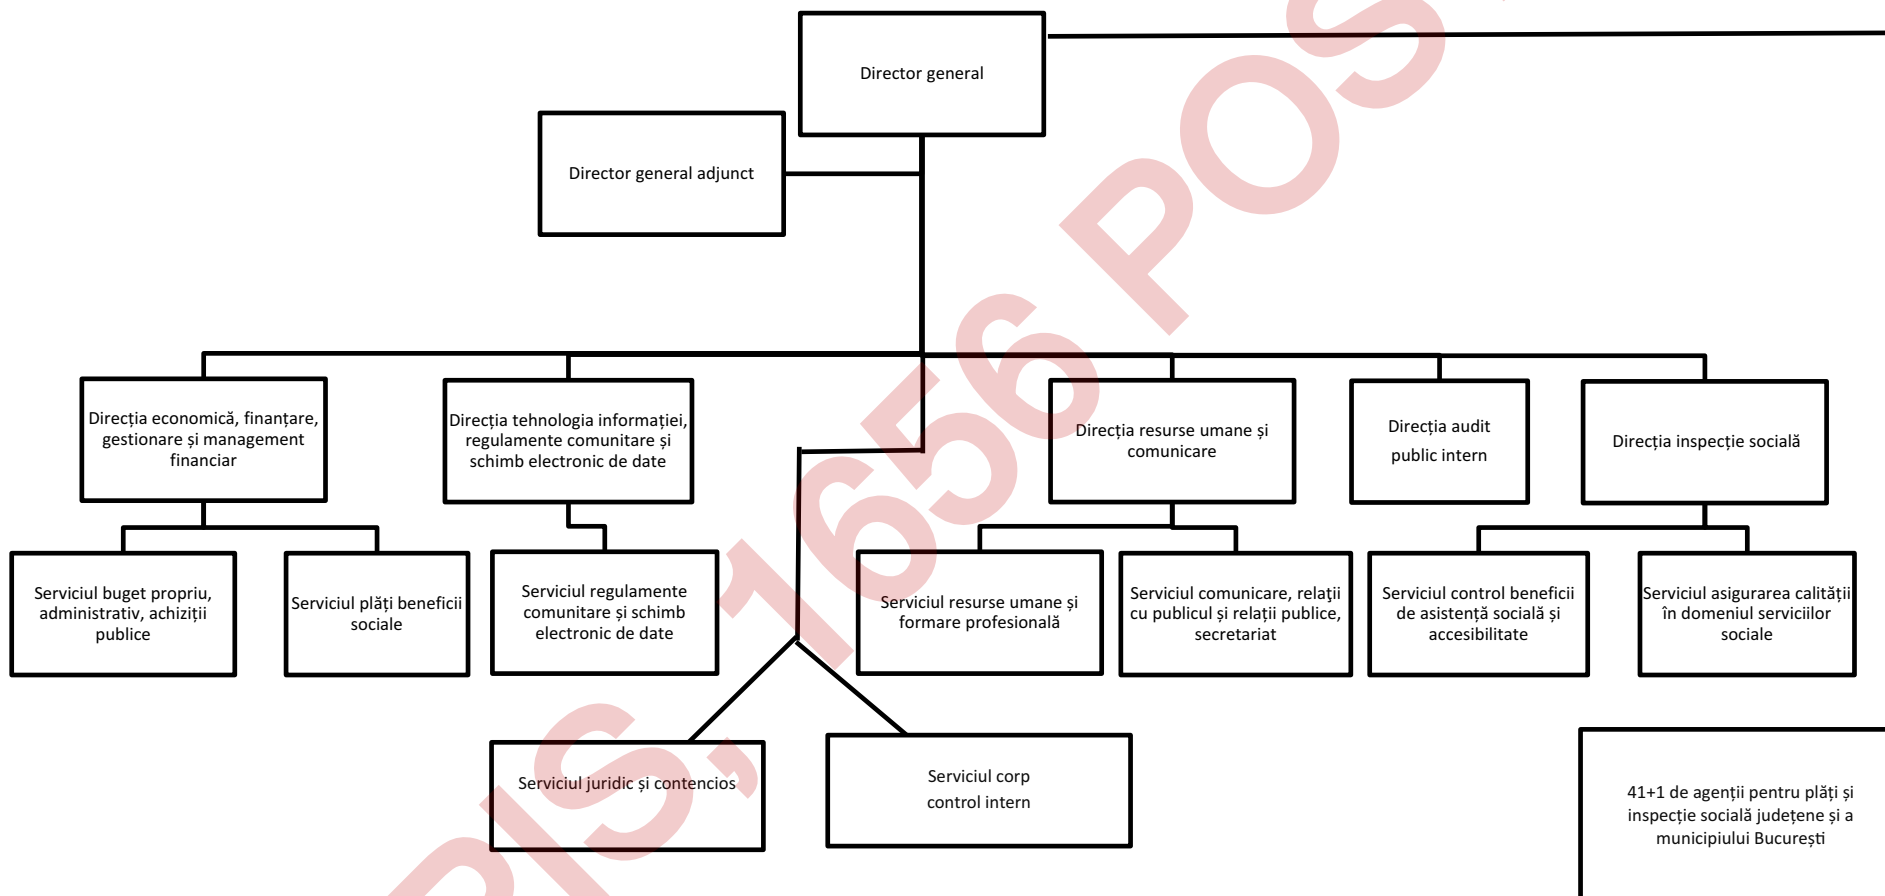 Director general
Director general adjunct
Direcția economică, finanțare,
gestionare și management
financiar
Direcția tehnologia informației,
regulamente comunitare și
schimb electronic de date
Direcția resurse umane și
comunicare
Direcția audit
public intern
Direcția inspecție socială
Serviciul buget propriu,
administrativ, achiziții
publice
Serviciul plăți beneficii
sociale
Serviciul regulamente
comunitare și schimb
electronic de date
Serviciul resurse umane și
formare profesională
Serviciul comunicare, relaţii
cu publicul și relații publice,
secretariat
Serviciul control beneficii
de asistență socială și
accesibilitate
Serviciul asigurarea calității
în domeniul serviciilor
sociale
Serviciul juridic și contencios
Serviciul corp
control intern
41+1 de agenții pentru plăți și
inspecție socială județene și a
municipiului București
PIS, 1656 POS